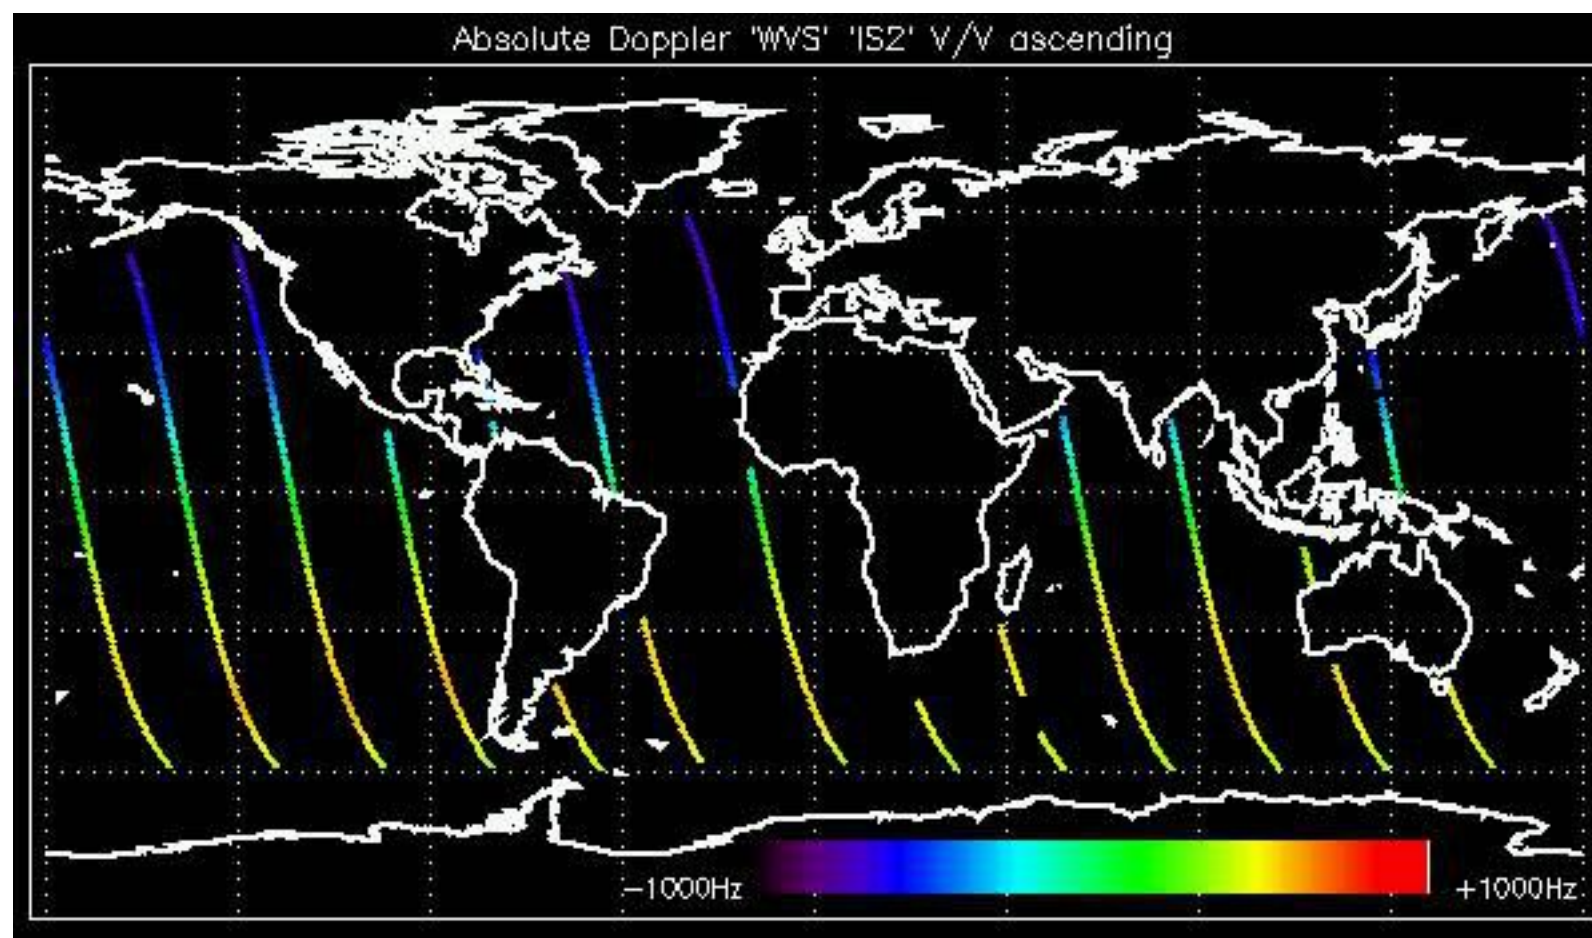 Absolute Doppler 'WVS' 'IS2' V/V ascending
-1000Hz +1000Hz